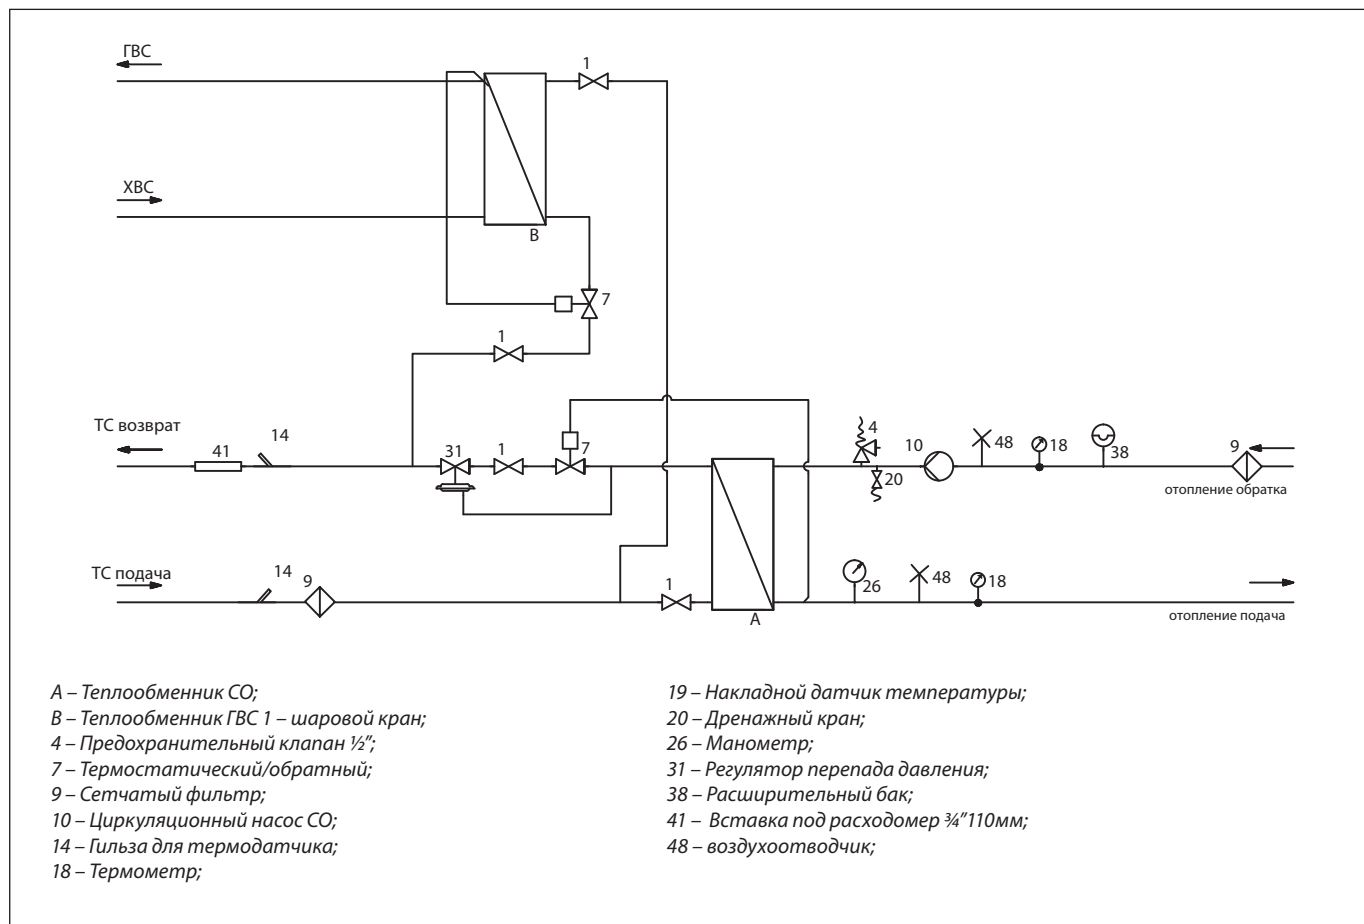 ГВС
1
ХВС
В
7
1
ТС возврат
14
41
31
1
7
4
10
48
18
38
9
20
отопление обратка
ТС подача
14
9
1
26
48
18
А
отопление подача
А – Теплообменник СО;
В – Теплообменник ГВС 1 – шаровой кран;
4 – Предохранительный клапан ½”;
7 – Термостатический/обратный;
9 – Сетчатый фильтр;
10 – Циркуляционный насос СО;
14 – Гильза для термодатчика;
18 – Термометр;
19 – Накладной датчик температуры;
20 – Дренажный кран;
26 – Манометр;
31 – Регулятор перепада давления;
38 – Расширительный бак;
41 – Вставка под расходомер ¾”110мм;
48 – воздухоотводчик;